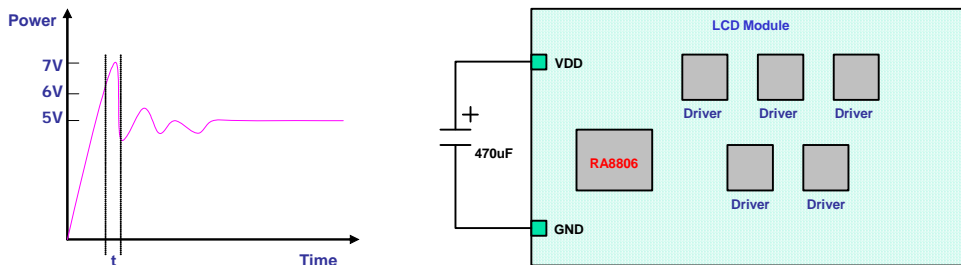 Power
7V
6V
5V
t
Time
LCD Module
VDD
+
470uF
GND
RA8806
Driver
Driver
Driver
Driver
Driver